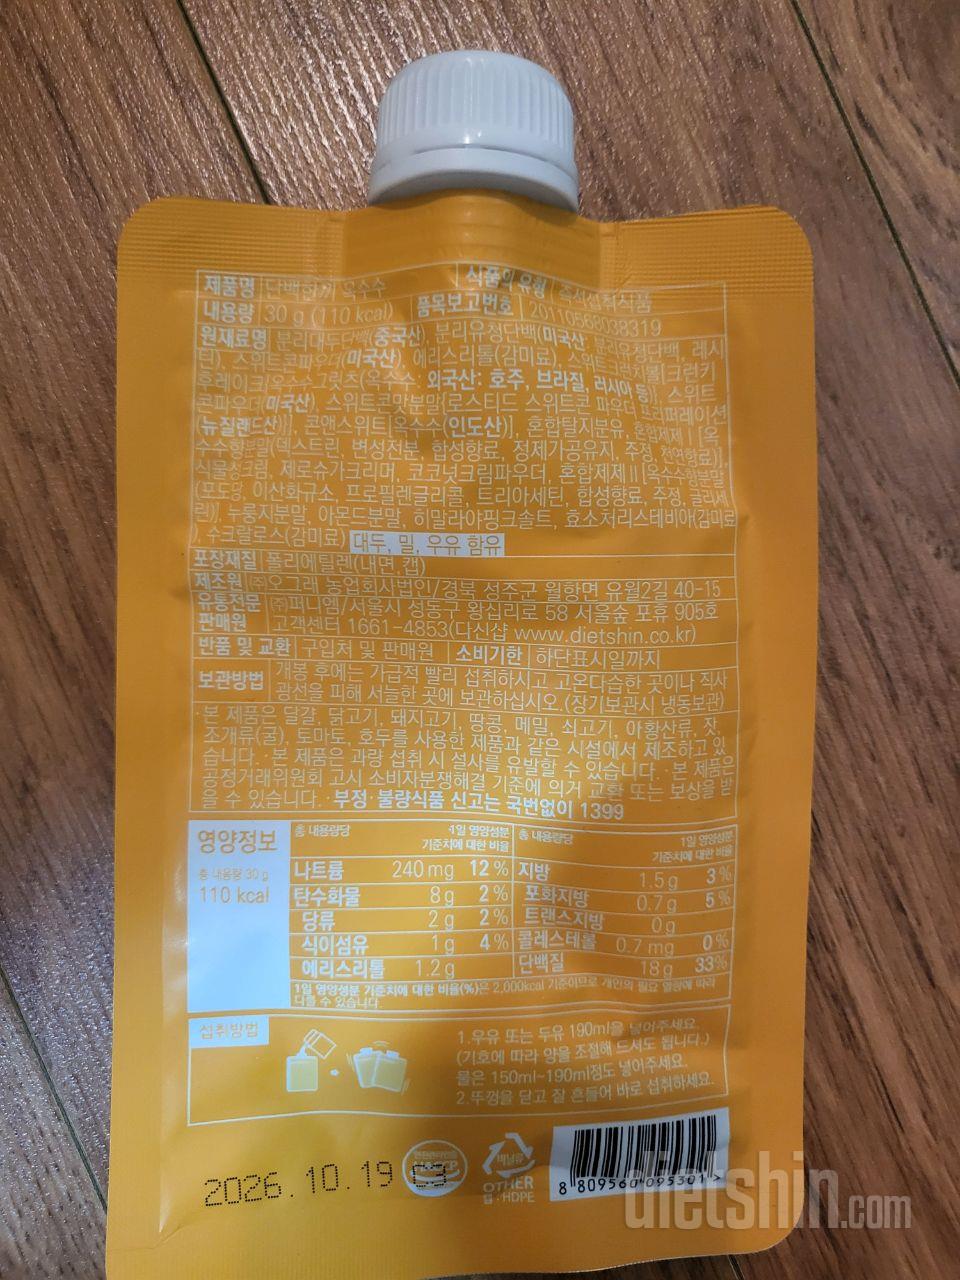 제품명 단백쉐이크 옥수수 식품의 유형 즉석섭취식품
내용량 30 g (110 kcal) 품목보고번호 20110568038319
원재료명 분리대두단백(중국산), 분리유청단백(미국산
티), 스위트콘파우더(미국산), 에리스리톨(감미료),
후레이크[옥수수그릿츠(옥수수: 외국산: 호주, 브라질, 러시아 등)], 스위트
콘파우더(미국산), 스위트콘맛분말[로스티드 스위트콘 파우더
(뉴질랜드산)], 콘앤스위트[옥수수(인도산)], 혼합탈지분유, 혼합제제Ⅰ[옥
수수향분말(덱스트린, 변성전분, 합성향료, 정제가공유지, 주정, 천연향료)],
식물성크림, 제로슈가크리머, 코코넛크림파우더, 혼합제제Ⅱ[옥수수향분말
(포도당, 이산화규소, 프로필렌글리콜, 트리아세틴, 합성향료, 주정, 글리세
린)], 누룽지분말, 아몬드분말, 히말라야핑크솔트, 효소처리스테비아(감미료
), 수크랄로스(감미료) 대두, 밀, 우유 함유
포장재질 폴리에틸렌(내면,캡)
제조원 ㈜오그래 농업회사법인/경북 성주군 월항면 유월2길 40-15
유통전문판매원 ㈜퍼니엠/서울시 성동구 왕십리로 58 서울숲 포휴 905호
고객센터 1661-4853(다신샵 www.dietshin.co.kr)
반품 및 교환 구입처 및 판매원 소비기한 하단표시일까지
보관방법 개봉 후에는 가급적 빨리 섭취하시고 고온다습한 곳이나 직사
광선을 피해 서늘한 곳에 보관하십시오.(장기보관시 냉동보관)
·본 제품은 달걀, 닭고기, 돼지고기, 땅콩, 메밀, 쇠고기, 아황산류, 잣,
조개류(굴), 토마토, 호두를 사용한 제품과 같은 시설에서 제조하고 있
습니다. ·본 제품은 과량 섭취 시 설사를 유발할 수 있습니다. ·본 제품은
공정거래위원회 고시 소비자분쟁해결 기준에 의거 교환 또는 보상을 받
을 수 있습니다. ·부정·불량식품 신고는 국번없이 1399
영양정보
총 내용량 30 g
110 kcal
총 내용량당 1일 영양성분 기준치에 대한 비율
나트륨 240 mg 12 %
탄수화물 8 g 2 %
당류 2 g 2 %
식이섬유 1 g 4 %
에리스리톨 1.2 g
총 내용량당 1일 영양성분 기준치에 대한 비율
지방 1.5 g 3 %
포화지방 0.7 g 5 %
트랜스지방 0 g
콜레스테롤 0.7 mg 0 %
단백질 18 g 33 %
1일 영양성분 기준치에 대한 비율(%)은 2,000kcal 기준이므로 개인의 필요 열량에 따라
다를 수 있습니다.
섭취방법
1.우유 또는 두유 190ml을 넣어주세요.
(기호에 따라 양을 조절해 드셔도 됩니다.)
물은 150ml~190ml정도 넣어주세요.
2.뚜껑을 닫고 잘 흔들어 바로 섭취하세요.
2026.10.19 C3
비닐류
OTHER
캡:HDPE
8 809560 095301 >
dietshin.com